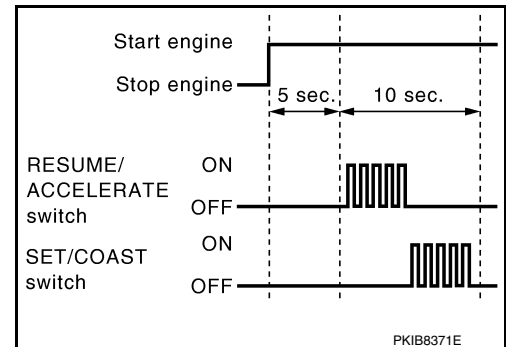 Start engine
Stop engine
5 sec. 10 sec.
RESUME/ ON
ACCELERATE
switch OFF
SET/COAST ON
switch OFF
PKIB8371E